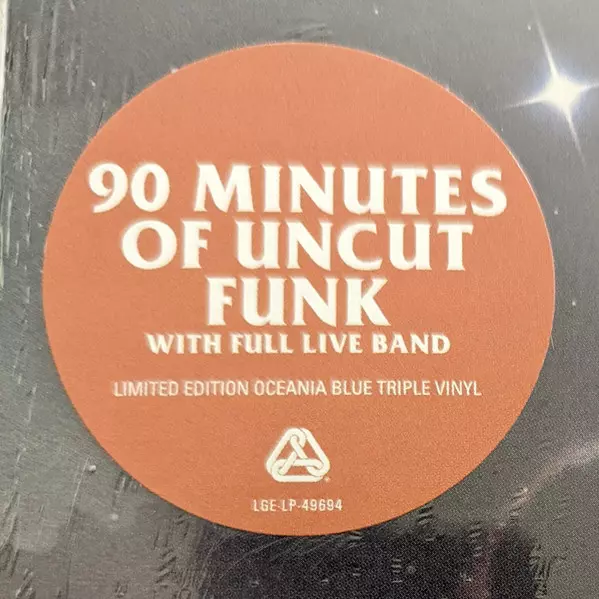 90 MINUTES
OF UNCUT
FUNK
WITH FULL LIVE BAND
LIMITED EDITION OCEANIA BLUE TRIPLE VINYL
LGE-LP-49694